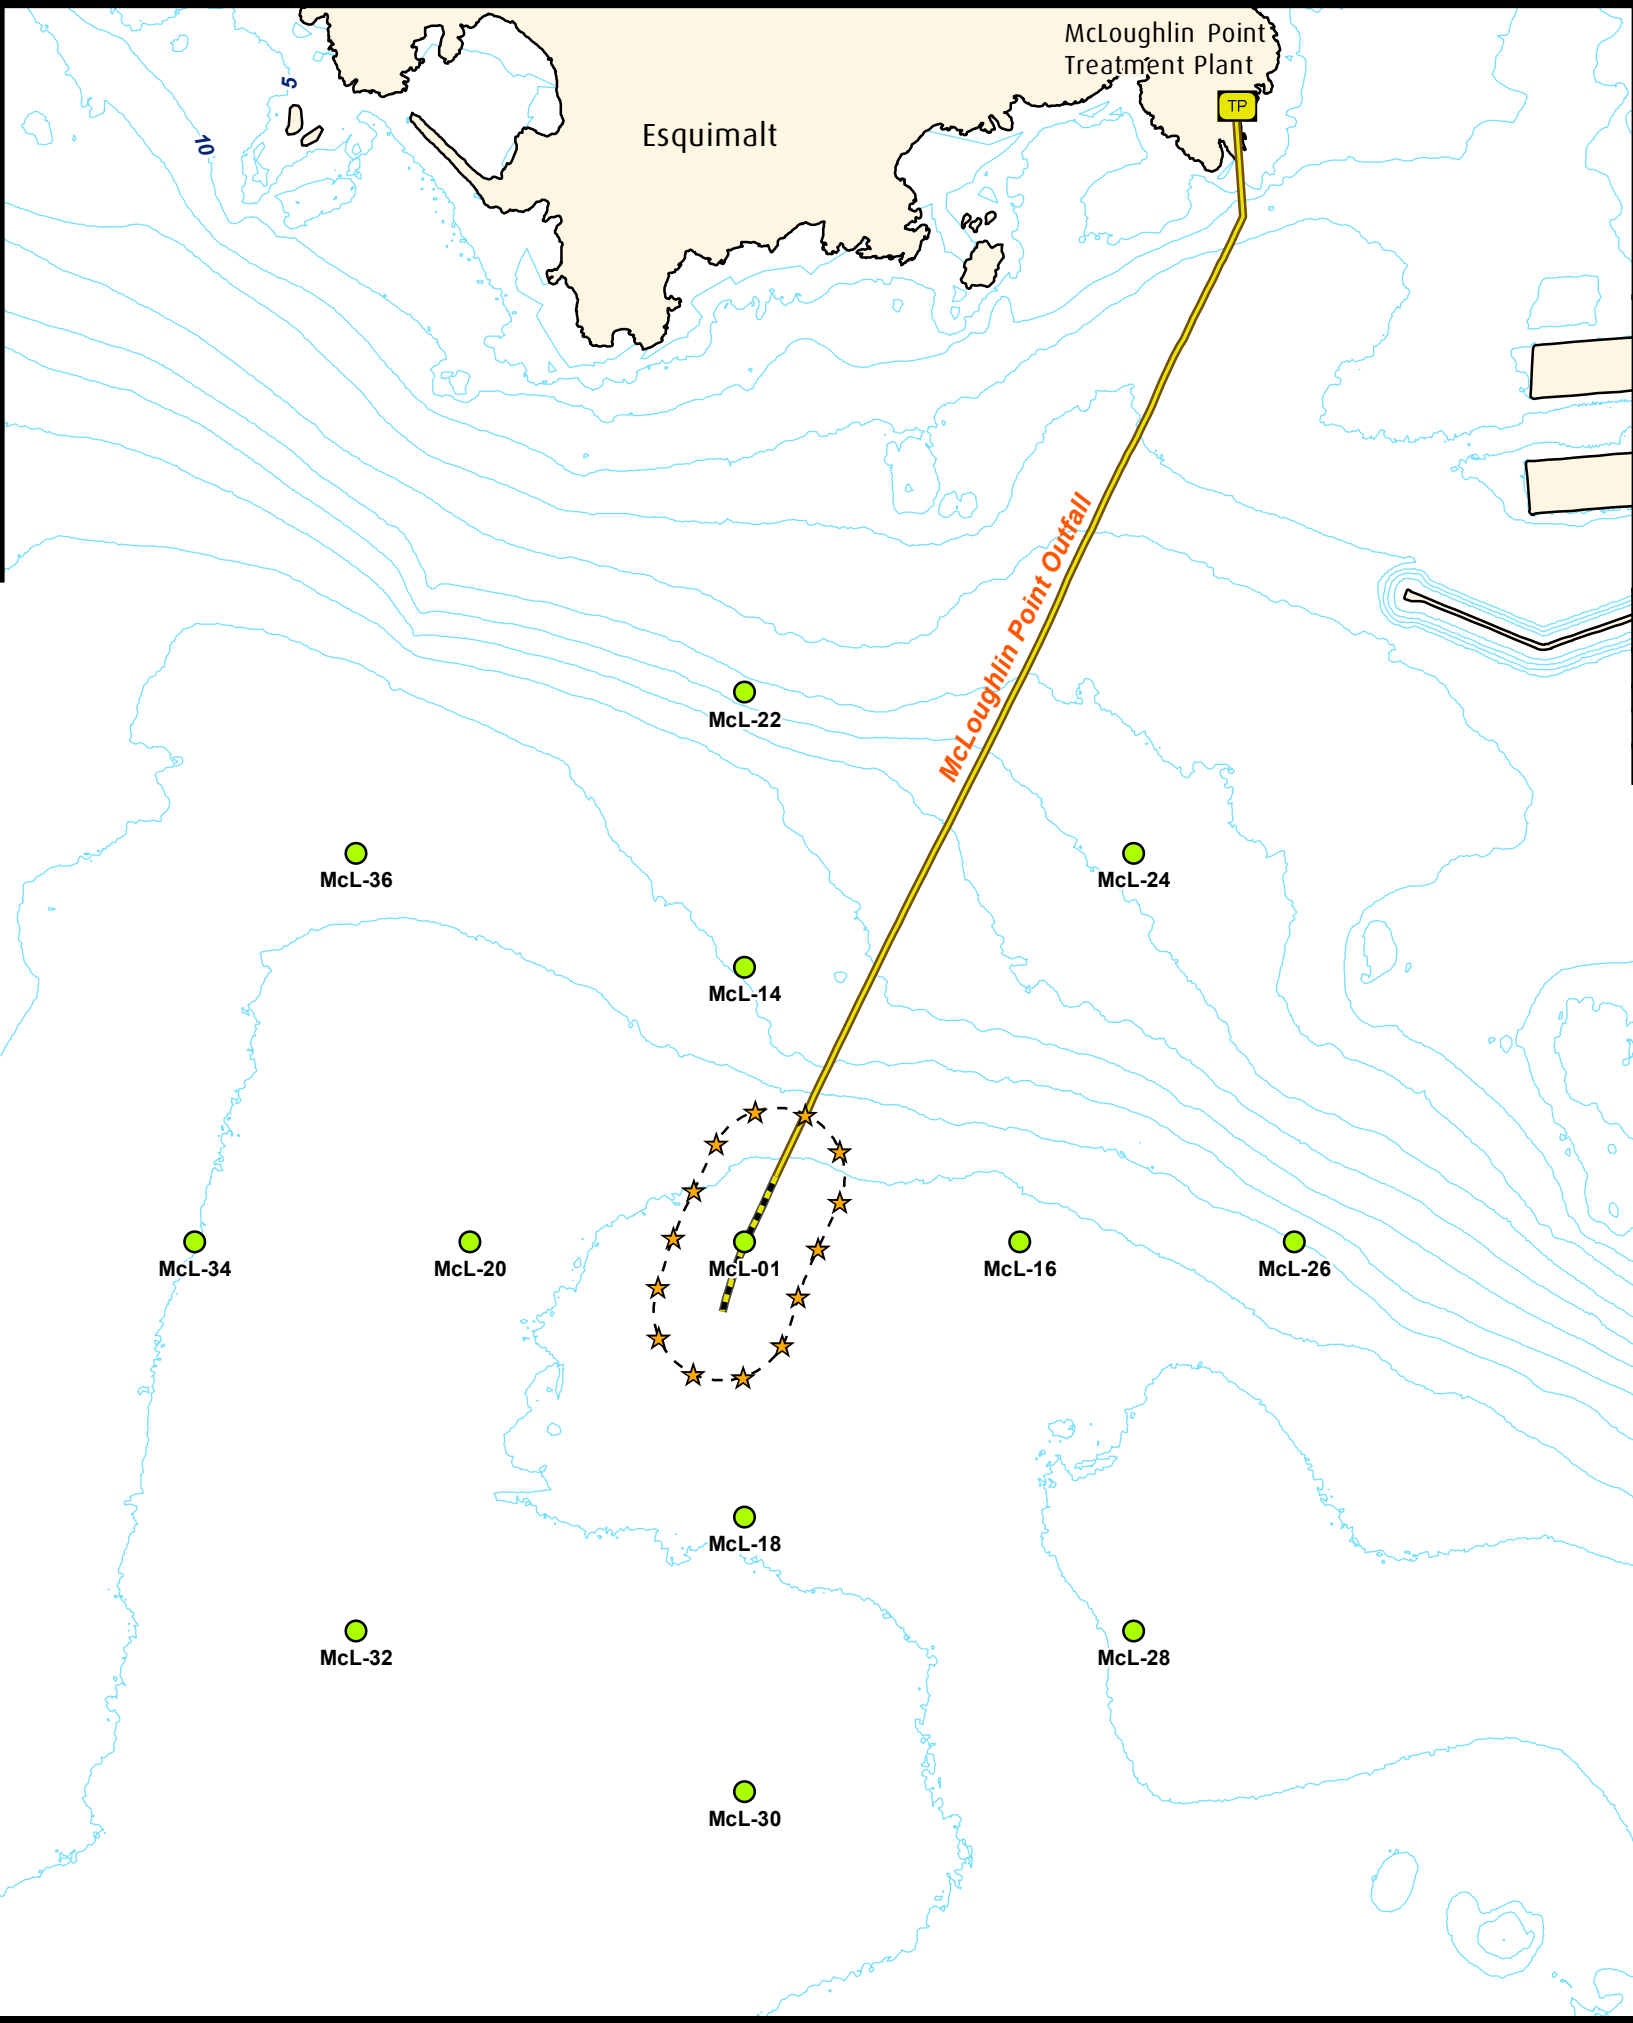 McLoughlin Point
Treatment Plant
5
TP
Esquimalt
10
McLoughlin Point Outfall
McL-22
McL-36
McL-24
McL-14
McL-34
McL-20
McL-01
McL-16
McL-26
McL-18
McL-32
McL-28
McL-30